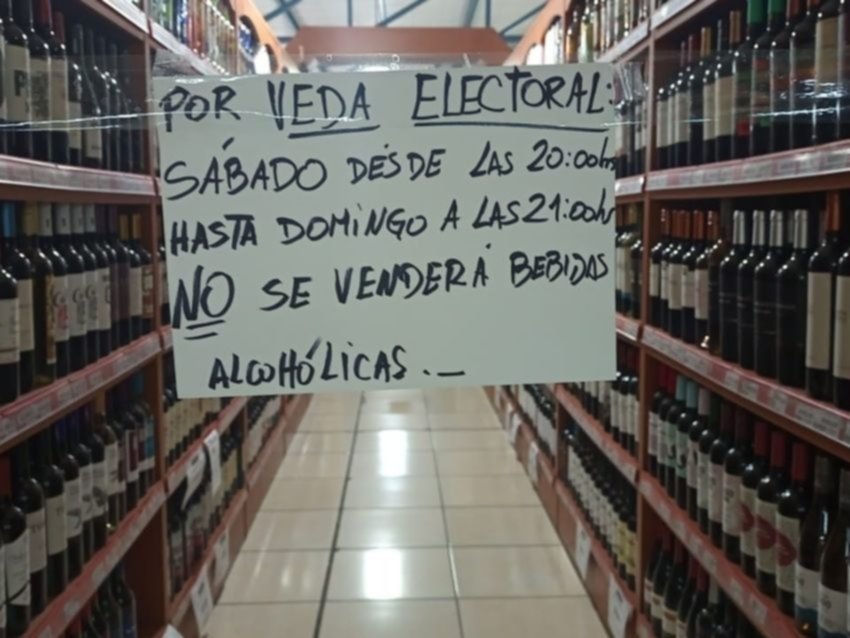 POR VEDA ELECTORAL:
SÁBADO DESDE LAS 20:00hs
HASTA DOMINGO A LAS 21:00hs
NO SE VENDERÁ BEBIDAS
ALCOHÓLICAS._